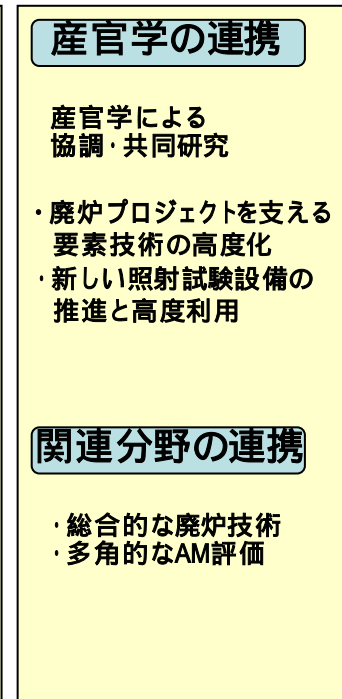 産官学の連携
産官学による
協調・共同研究
・廃炉プロジェクトを支える
要素技術の高度化
・新しい照射試験設備の
推進と高度利用
関連分野の連携
・総合的な廃炉技術
・多角的なAM評価